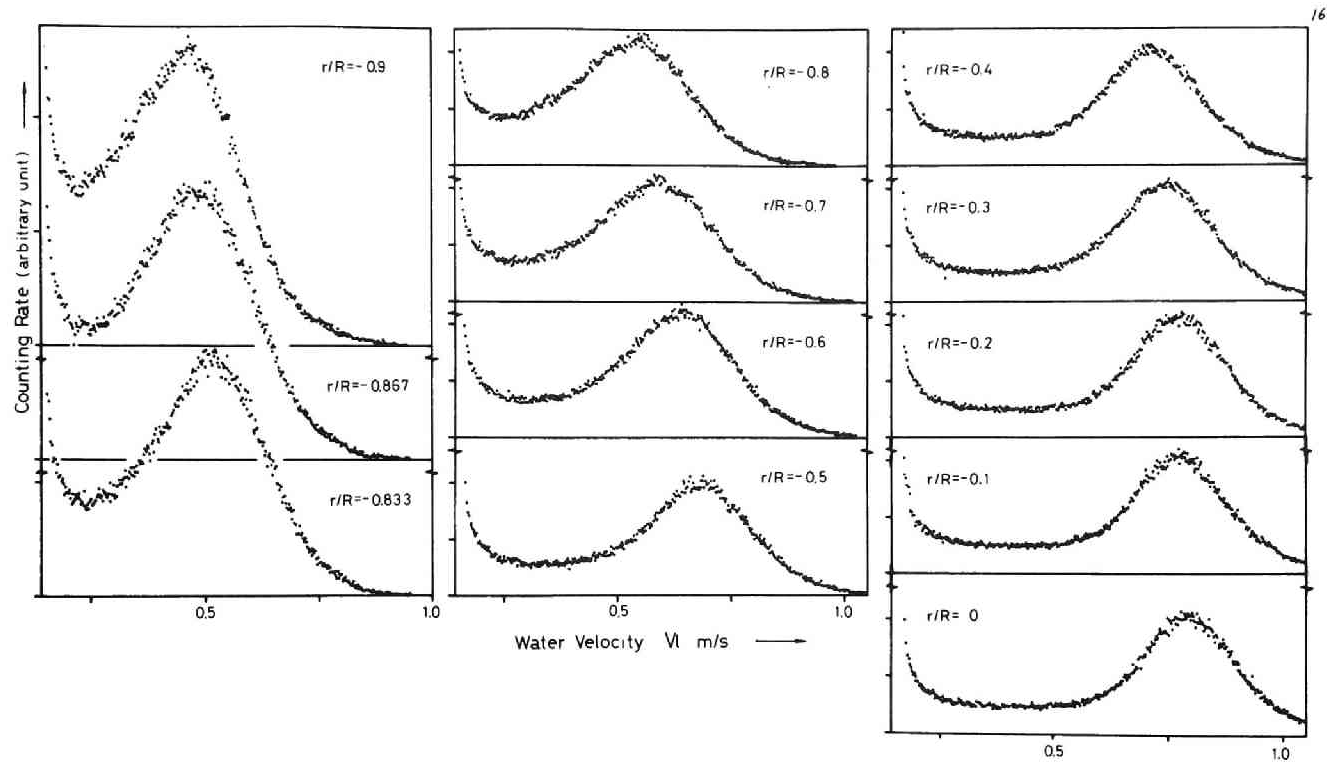 16
Counting Rate (arbitrary unit)
r/R=-0.9
r/R=-0.867
r/R=-0.833
0.5
1.0
r/R=-0.8
r/R=-0.7
r/R=-0.6
r/R=-0.5
0.5
1.0
r/R=-0.4
r/R=-0.3
r/R=-0.2
r/R=-0.1
r/R= 0
0.5
1.0
Water Velocity Vl m/s